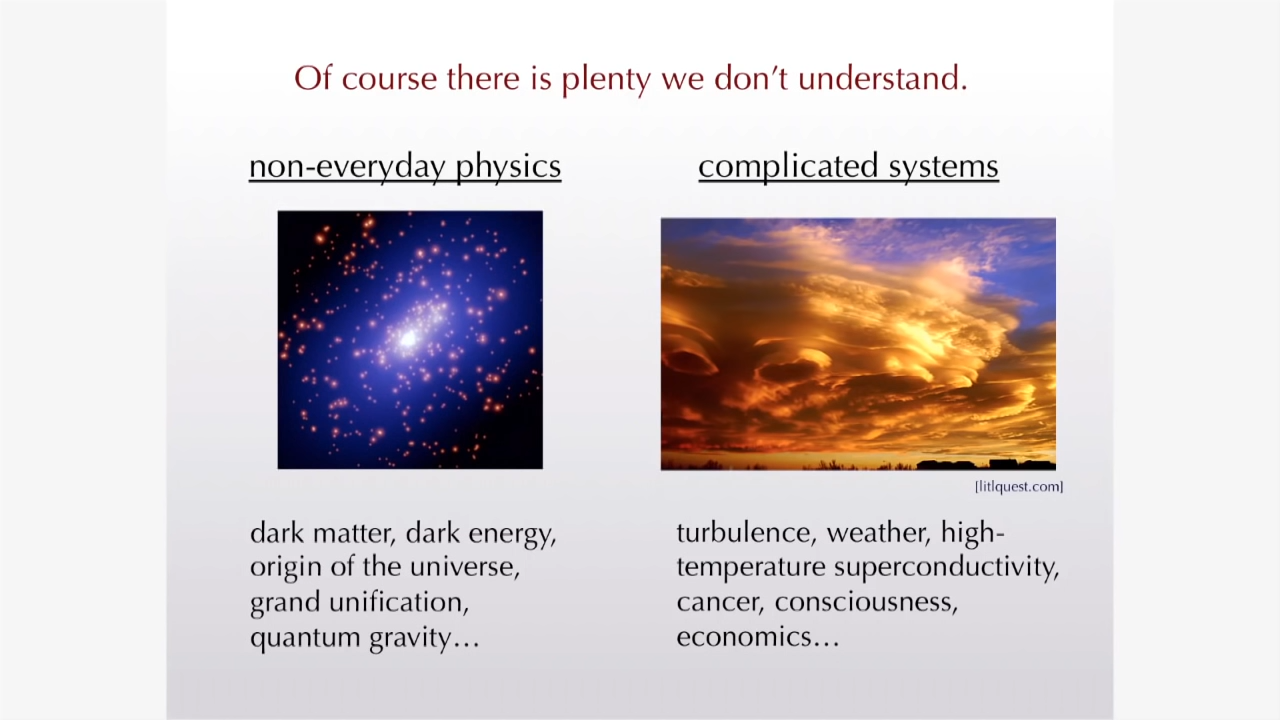 Of course there is plenty we don’t understand.
non-everyday physics
dark matter, dark energy,
origin of the universe,
grand unification,
quantum gravity…
complicated systems
[litlquest.com]
turbulence, weather, high-
temperature superconductivity,
cancer, consciousness,
economics…